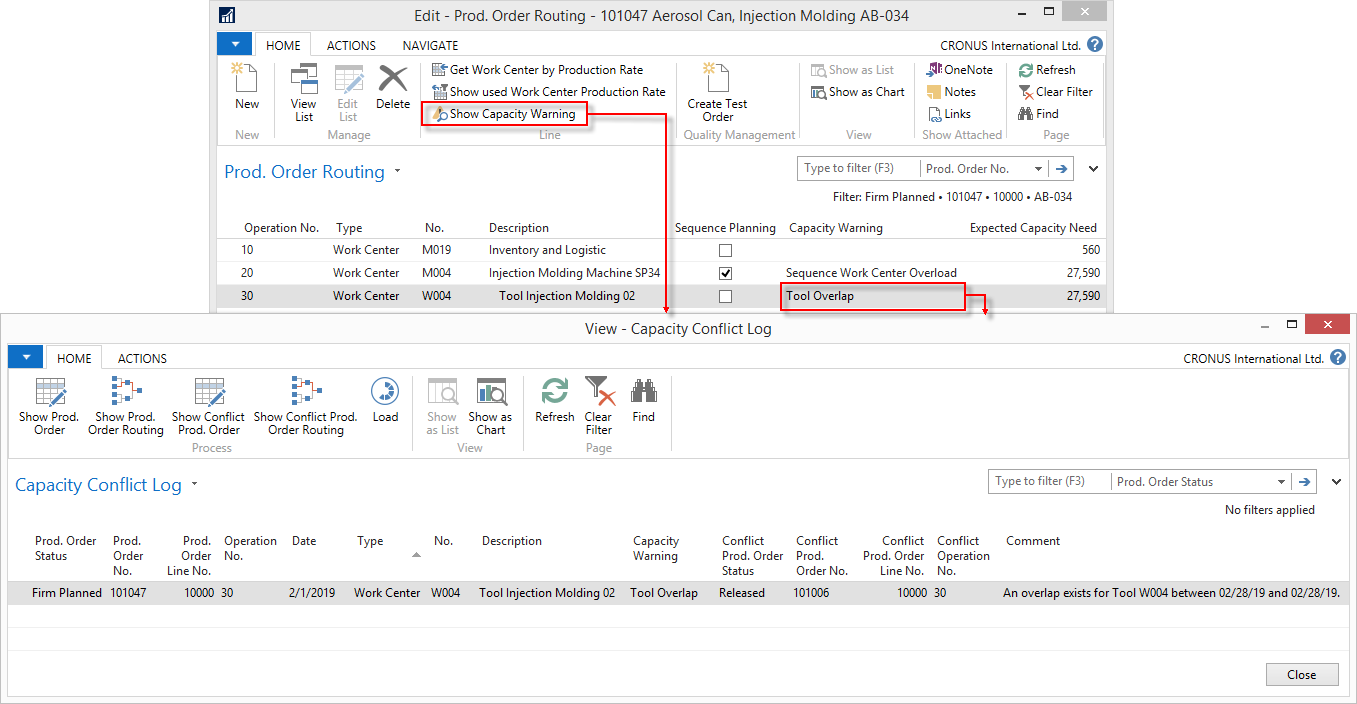 Edit - Prod. Order Routing - 101047 Aerosol Can, Injection Molding AB-034
HOME ACTIONS NAVIGATE CRONUS International Ltd. ?
New
New
View List
Edit List
Delete
Manage
Get Work Center by Production Rate
Show used Work Center Production Rate
Show Capacity Warning
Line
Create Test Order
Quality Management
Show as List
Show as Chart
View
OneNote
Notes
Links
Show Attached
Refresh
Clear Filter
Find
Page
Prod. Order Routing
Type to filter (F3) Prod. Order No.
Filter: Firm Planned • 101047 • 10000 • AB-034
Operation No. Type No. Description Sequence Planning Capacity Warning Expected Capacity Need
10 Work Center M019 Inventory and Logistic 560
20 Work Center M004 Injection Molding Machine SP34 Sequence Work Center Overload 27,590
30 Work Center W004 Tool Injection Molding 02 Tool Overlap 27,590
View - Capacity Conflict Log
HOME ACTIONS CRONUS International Ltd. ?
Show Prod. Order
Show Prod. Order Routing
Show Conflict Prod. Order
Show Conflict Prod. Order Routing
Load
Process
Show as List
Show as Chart
View
Refresh
Clear Filter
Find
Page
Capacity Conflict Log
Type to filter (F3) Prod. Order Status
No filters applied
Prod. Order Status Prod. Order No. Prod. Order Line No. Operation No. Date Type No. Description Capacity Warning Conflict Prod. Order Status Conflict Prod. Order No. Conflict Prod. Order Line No. Conflict Operation No. Comment
Firm Planned 101047 10000 30 2/1/2019 Work Center W004 Tool Injection Molding 02 Tool Overlap Released 101006 10000 30 An overlap exists for Tool W004 between 02/28/19 and 02/28/19.
Close